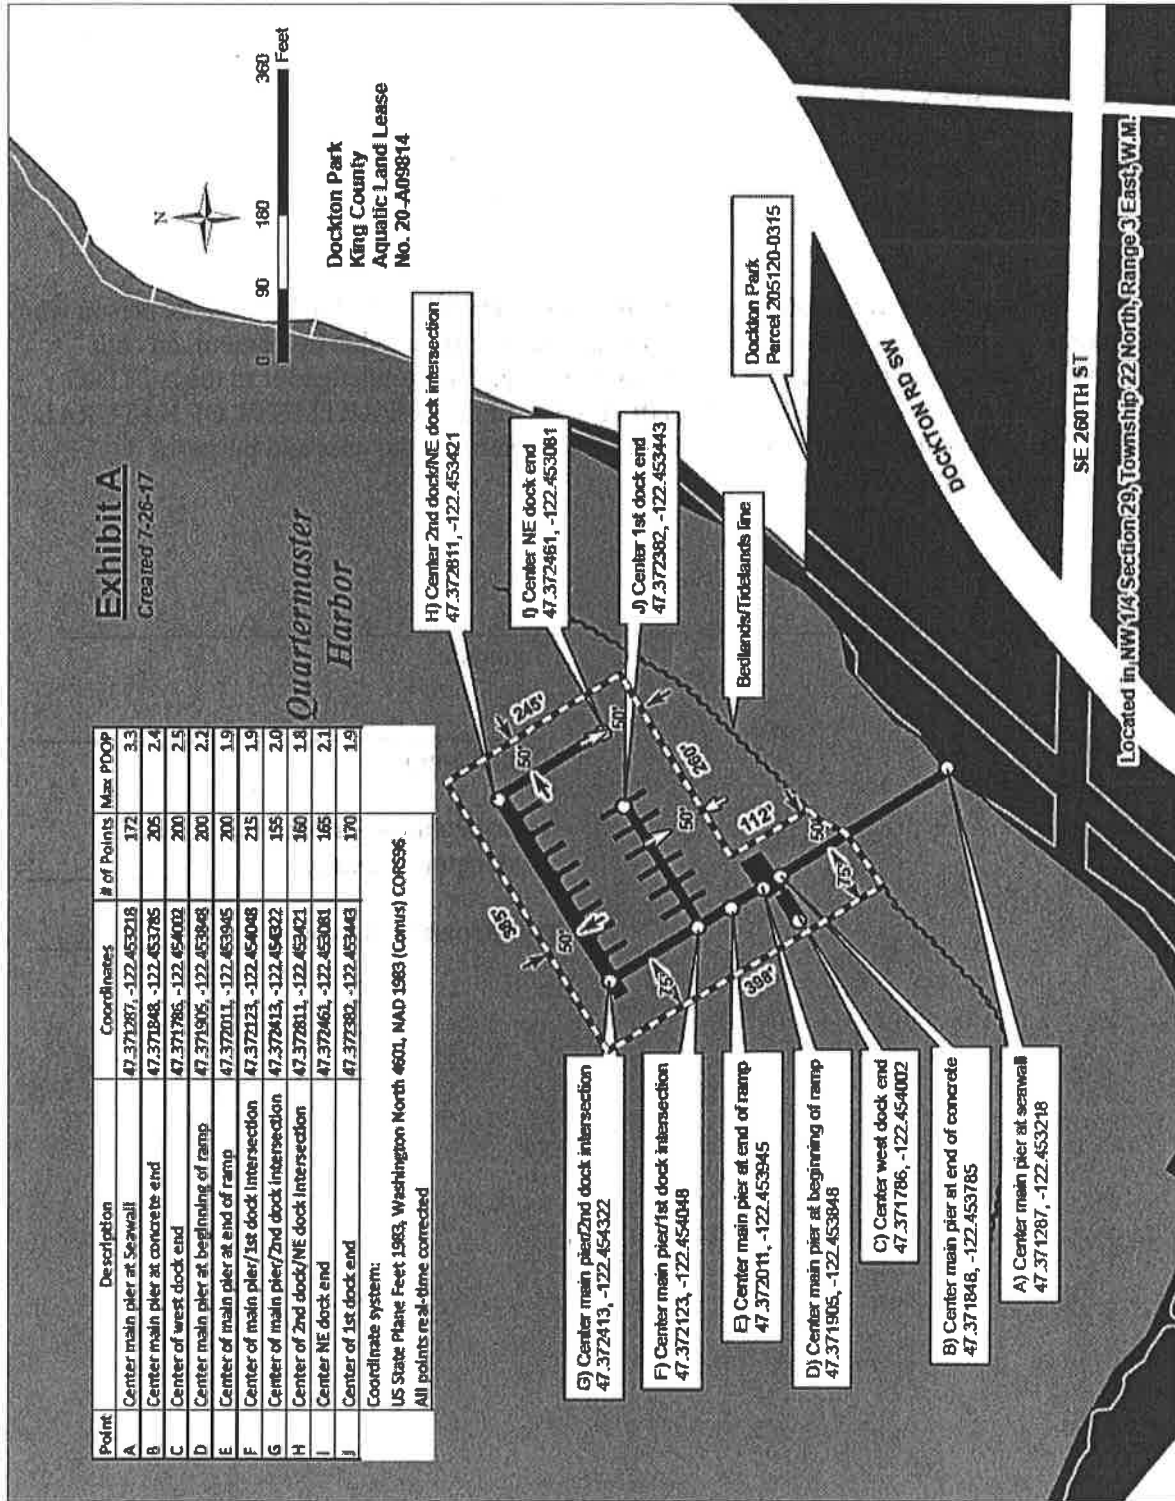 Point Description Coordinates # of Points Max PDOP
A Center main pier at Seawall 47.371287, -122.453218 172 3.3
B Center main pier at concrete end 47.371848, -122.453785 205 2.4
C Center of west dock end 47.371786, -122.454002 200 2.5
D Center main pier at beginning of ramp 47.371905, -122.453848 200 2.2
E Center of main pier at end of ramp 47.372011, -122.453945 200 1.9
F Center of main pier/1st dock intersection 47.372123, -122.454048 215 1.9
G Center of main pier/2nd dock intersection 47.372413, -122.454322 155 2.0
H Center of 2nd dock/NE dock intersection 47.372811, -122.453421 160 1.8
I Center NE dock end 47.372461, -122.453081 165 2.1
J Center of 1st dock end 47.372382, -122.453443 170 1.9
Coordinate system:
US State Plane Feet 1983, Washington North 4601, NAD 1983 (Conus) CORS96
All points real-time corrected
Exhibit A
Created 7-26-17
Quartermaster
Harbor
N
0 90 180 360
Feet
Dockton Park
King County
Aquatic Land Lease
No. 20-A09814
H) Center 2nd dock/NE dock intersection
47.372811, -122.453421
I) Center NE dock end
47.372461, -122.453081
J) Center 1st dock end
47.372382, -122.453443
Bedlands/Tidelands line
Dockton Park
Parcel 205120-0315
G) Center main pier/2nd dock intersection
47.372413, -122.454322
F) Center main pier/1st dock intersection
47.372123, -122.454048
E) Center main pier at end of ramp
47.372011, -122.453945
D) Center main pier at beginning of ramp
47.371905, -122.453848
C) Center west dock end
47.371786, -122.454002
B) Center main pier at end of concrete
47.371848, -122.453785
A) Center main pier at seawall
47.371287, -122.453218
245'
50'
50'
50'
50'
260'
112'
50'
75'
75'
398'
DOCKTON RD SW
SE 260TH ST
Located in NW 1/4 Section 29, Township 22 North, Range 3 East, W.M.